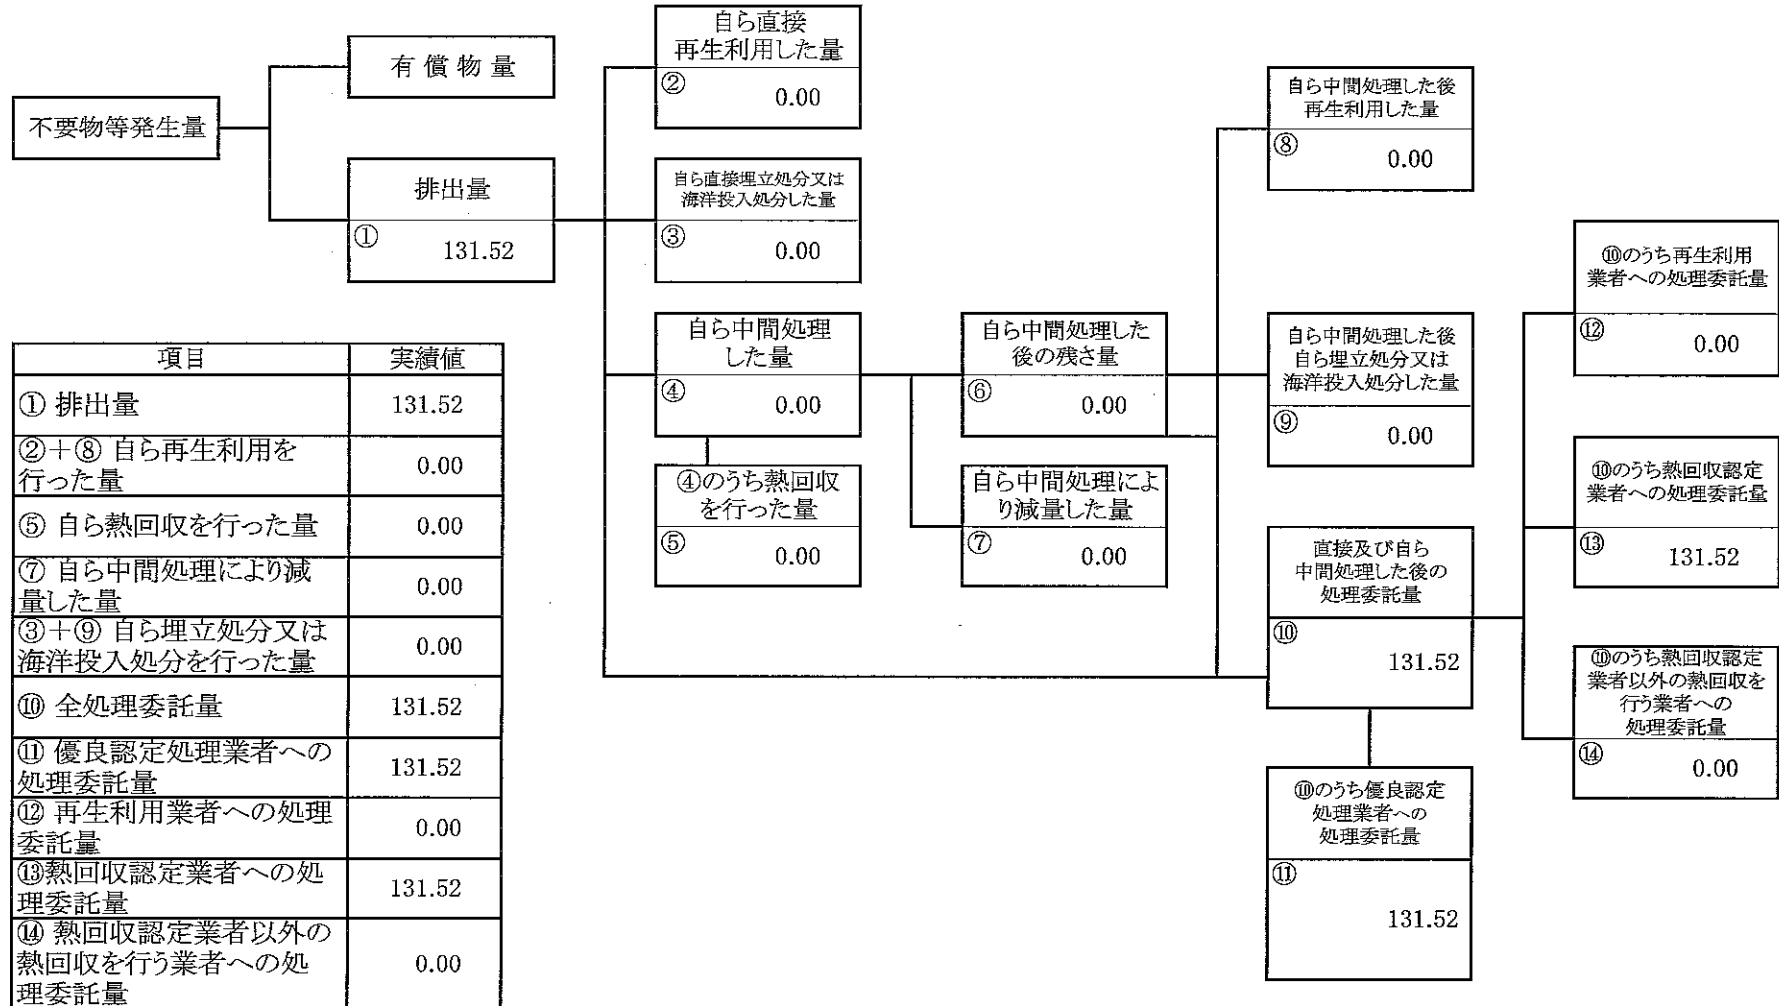 不要物等発生量
有償物量
排出量
①
131.52
自ら直接
再生利用した量
②
0.00
自ら直接埋立処分又は
海洋投入処分した量
③
0.00
自ら中間処理
した量
④
0.00
④のうち熱回収
を行った量
⑤
0.00
自ら中間処理した
後の残さ量
⑥
0.00
自ら中間処理によ
り減量した量
⑦
0.00
自ら中間処理した後
再生利用した量
⑧
0.00
自ら中間処理した後
自ら埋立処分又は
海洋投入処分した量
⑨
0.00
直接及び自ら
中間処理した後の
処理委託量
⑩
131.52
⑩のうち優良認定
処理業者への
処理委託量
⑪
131.52
⑩のうち再生利用
業者への処理委託量
⑫
0.00
⑩のうち熱回収認定
業者への処理委託量
⑬
131.52
⑩のうち熱回収認定
業者以外の熱回収を
行う業者への
処理委託量
⑭
0.00
項目 実績値
① 排出量 131.52
②+⑧ 自ら再生利用を
行った量 0.00
⑤ 自ら熱回収を行った量 0.00
⑦ 自ら中間処理により減
量した量 0.00
③+⑨ 自ら埋立処分又は
海洋投入処分を行った量 0.00
⑩ 全処理委託量 131.52
⑪ 優良認定処理業者への
処理委託量 131.52
⑫ 再生利用業者への処理
委託量 0.00
⑬熱回収認定業者への処
理委託量 131.52
⑭ 熱回収認定業者以外の
熱回収を行う業者への処
理委託量 0.00